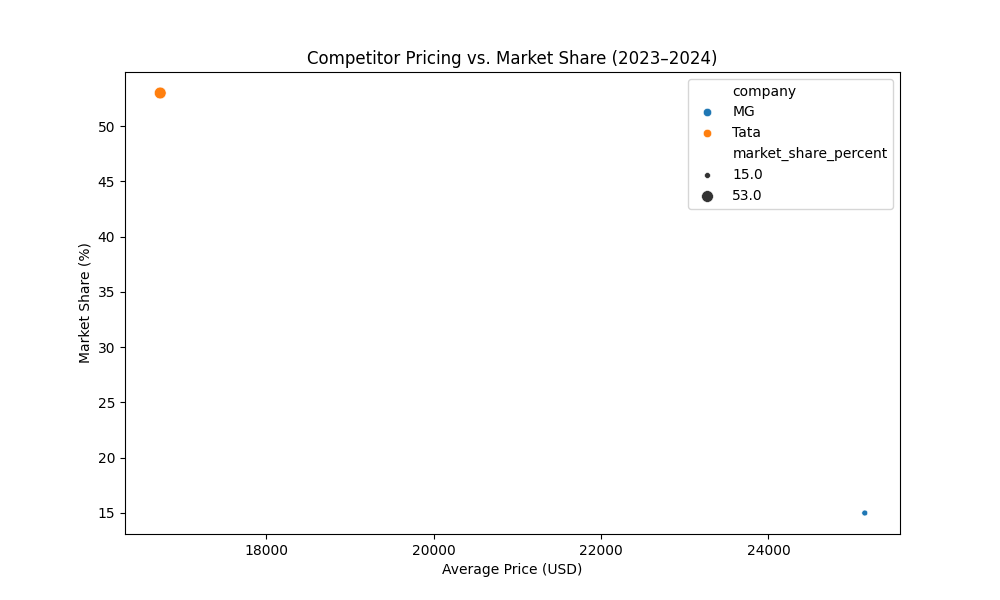 Competitor Pricing vs. Market Share (2023–2024)
company
MG
Tata
market_share_percent
15.0
53.0
Market Share (%)
50
45
40
35
30
25
20
15
18000 20000 22000 24000
Average Price (USD)